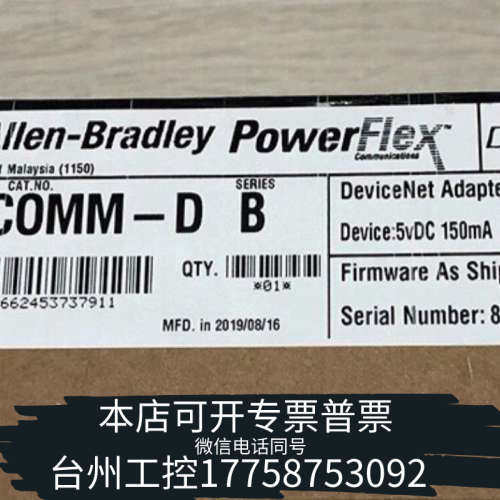 Allen-Bradley PowerFlex™
Communications
Malaysia (1150)
CAT.NO. SERIES
COMM-D B
DeviceNet Adapte
Device:5vDC 150mA
662453737911
QTY. *01*
Firmware As Ship
MFD. in 2019/08/16
Serial Number: 8
本店可开专票普票
微信电话同号
台州工控17758753092